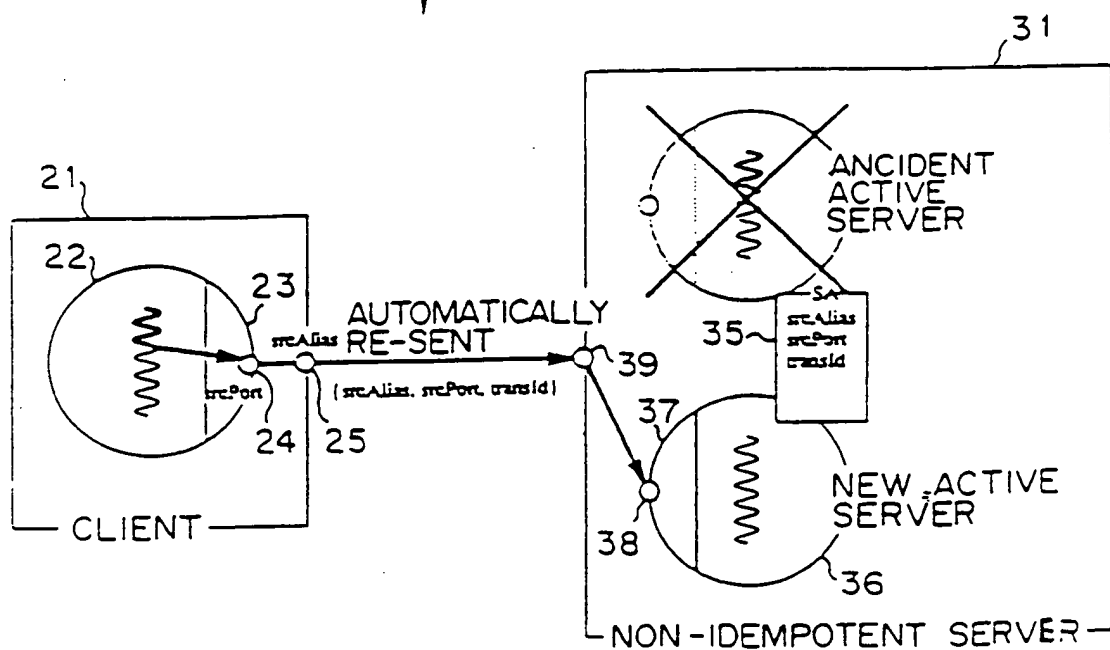 31
21
ANCIDENT
ACTIVE
SERVER
22
23
SA
srcAlias
srcPort
transId
35
srcAlias
AUTOMATICALLY
RE-SENT
39
srcPort
(srcAlias, srcPort, transId)
24
25
37
NEW ACTIVE
SERVER
CLIENT
38
36
NON-IDEMPOTENT SERVER